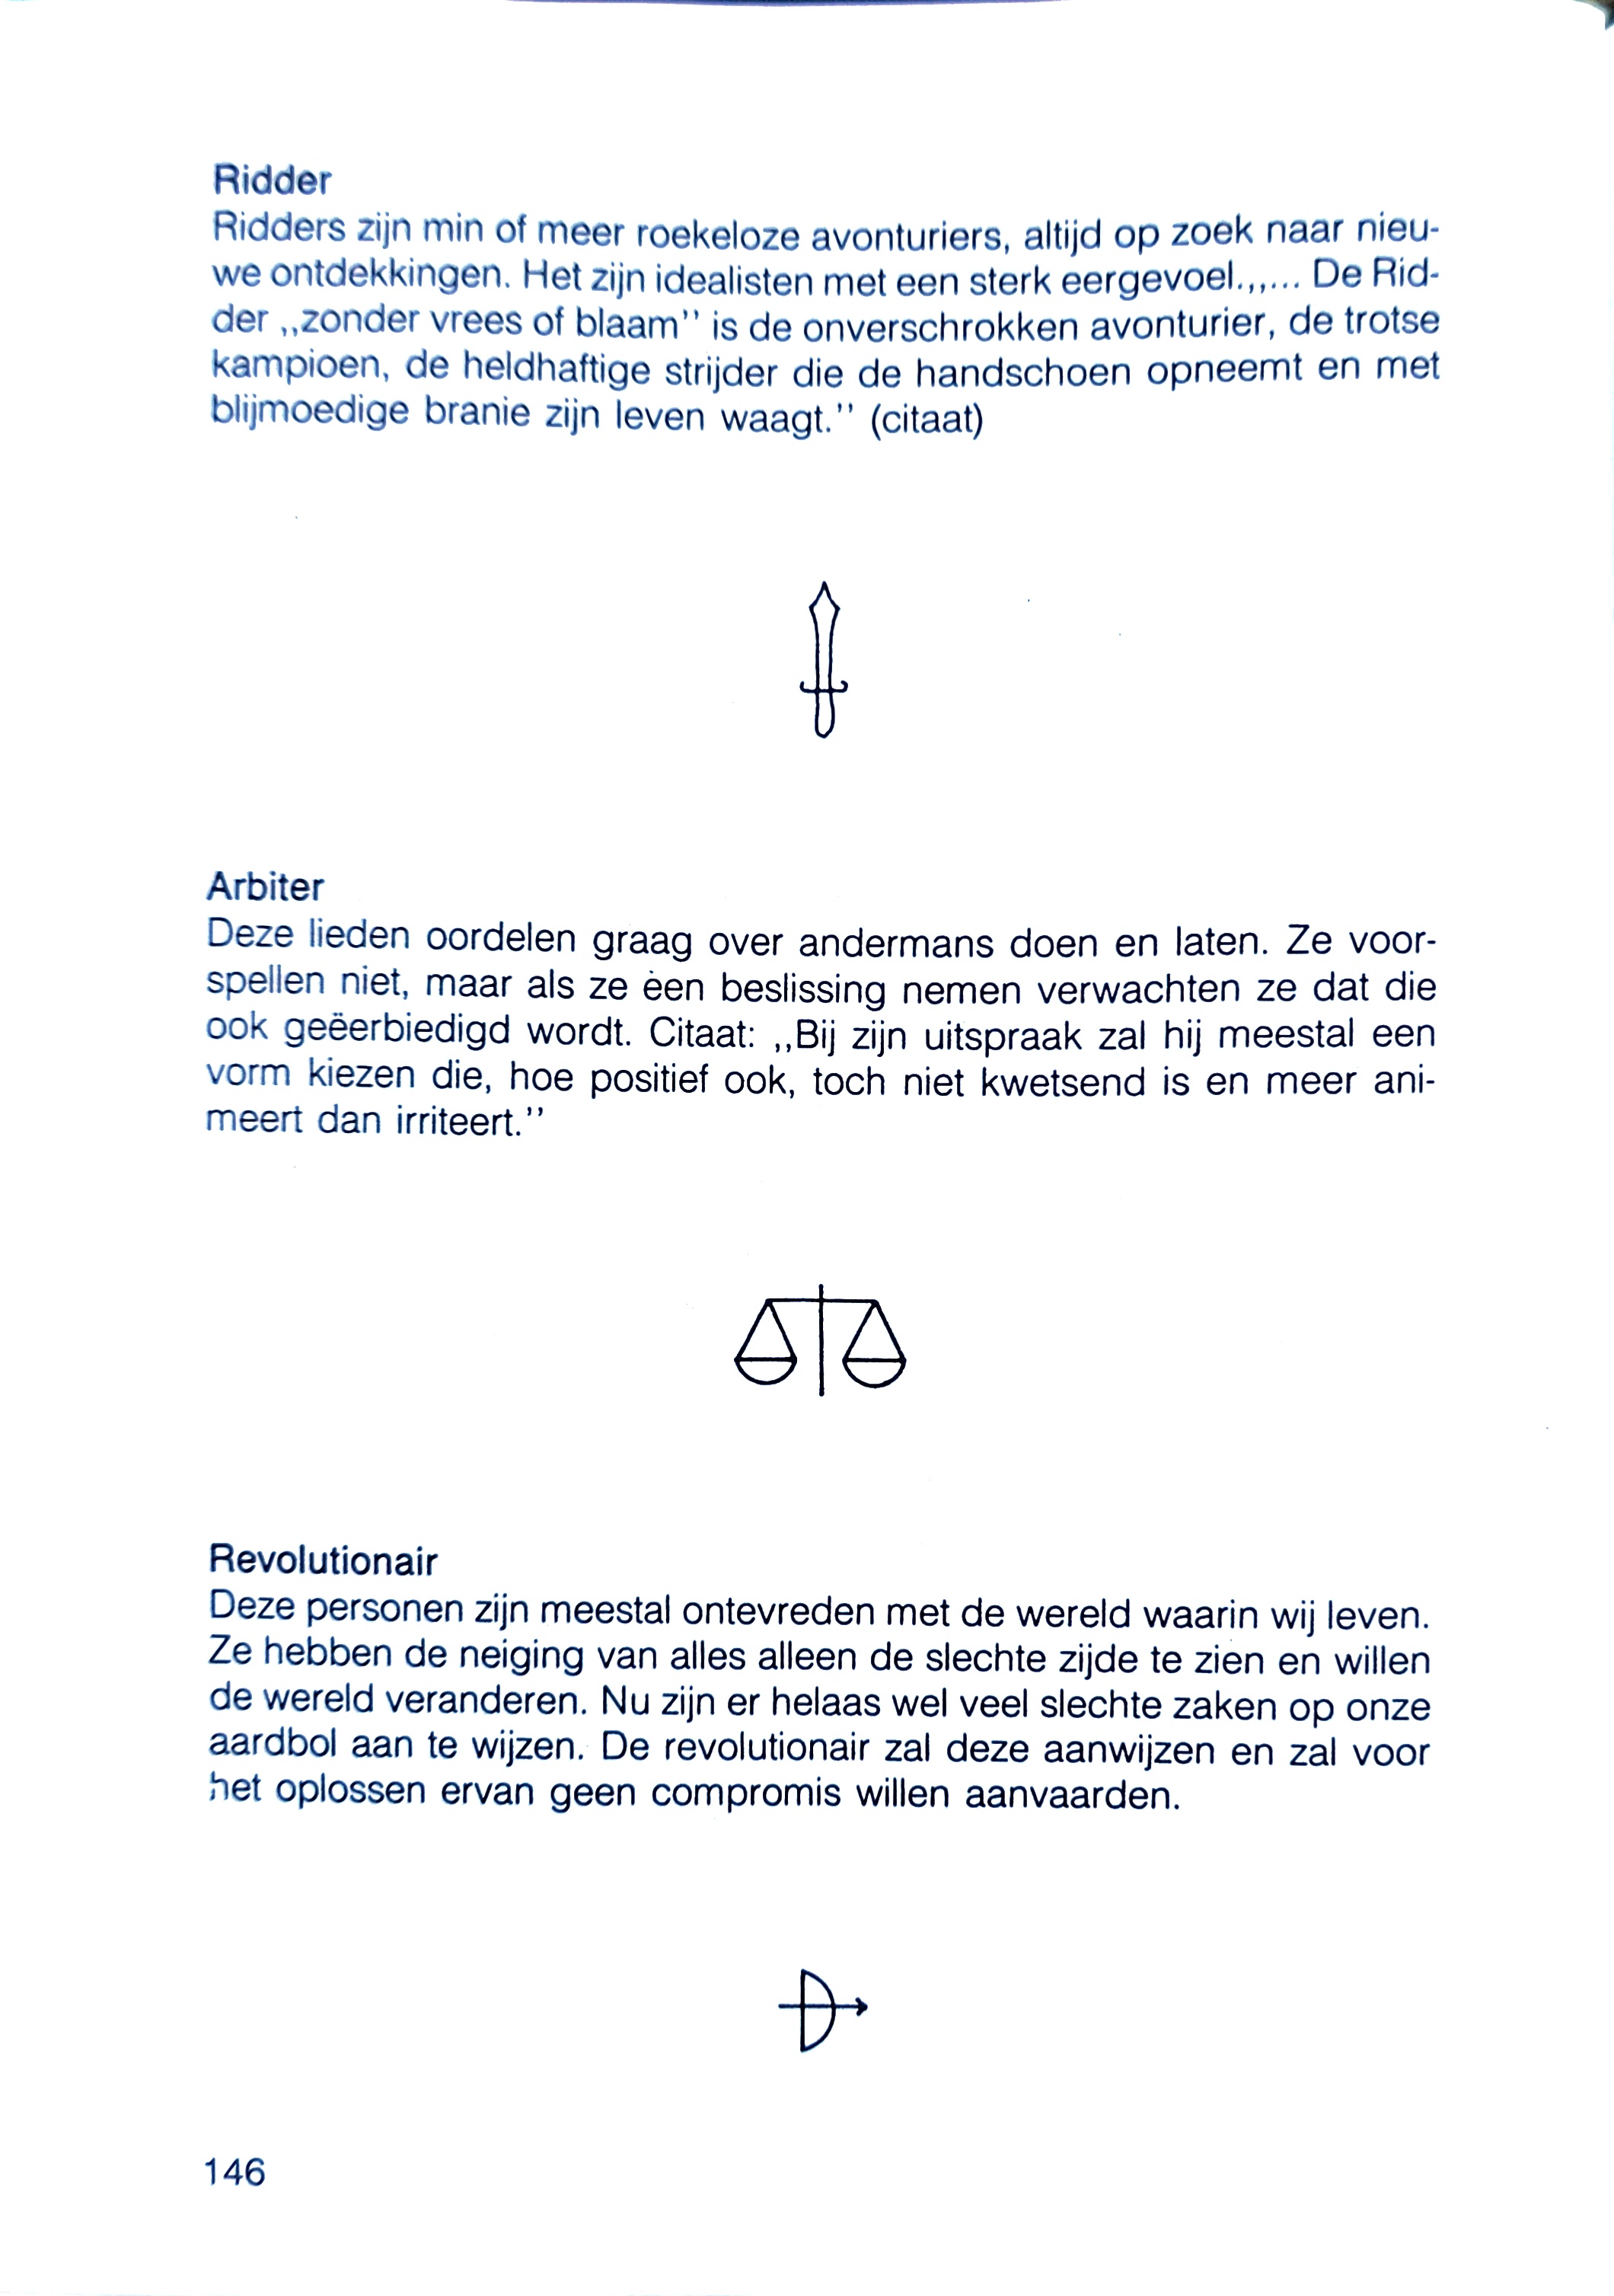 Ridder
Ridders zijn min of meer roekeloze avonturiers, altijd op zoek naar nieu-
we ontdekkingen. Het zijn idealisten met een sterk eergevoel.,,... De Rid-
der ,,zonder vrees of blaam'' is de onverschrokken avonturier, de trotse
kampioen, de heldhaftige strijder die de handschoen opneemt en met
blijmoedige branie zijn leven waagt.'' (citaat)
Arbiter
Deze lieden oordelen graag over andermans doen en laten. Ze voor-
spellen niet, maar als ze èen beslissing nemen verwachten ze dat die
ook geëerbiedigd wordt. Citaat: ,,Bij zijn uitspraak zal hij meestal een
vorm kiezen die, hoe positief ook, toch niet kwetsend is en meer ani-
meert dan irriteert.''
Revolutionair
Deze personen zijn meestal ontevreden met de wereld waarin wij leven.
Ze hebben de neiging van alles alleen de slechte zijde te zien en willen
de wereld veranderen. Nu zijn er helaas wel veel slechte zaken op onze
aardbol aan te wijzen. De revolutionair zal deze aanwijzen en zal voor
het oplossen ervan geen compromis willen aanvaarden.
146